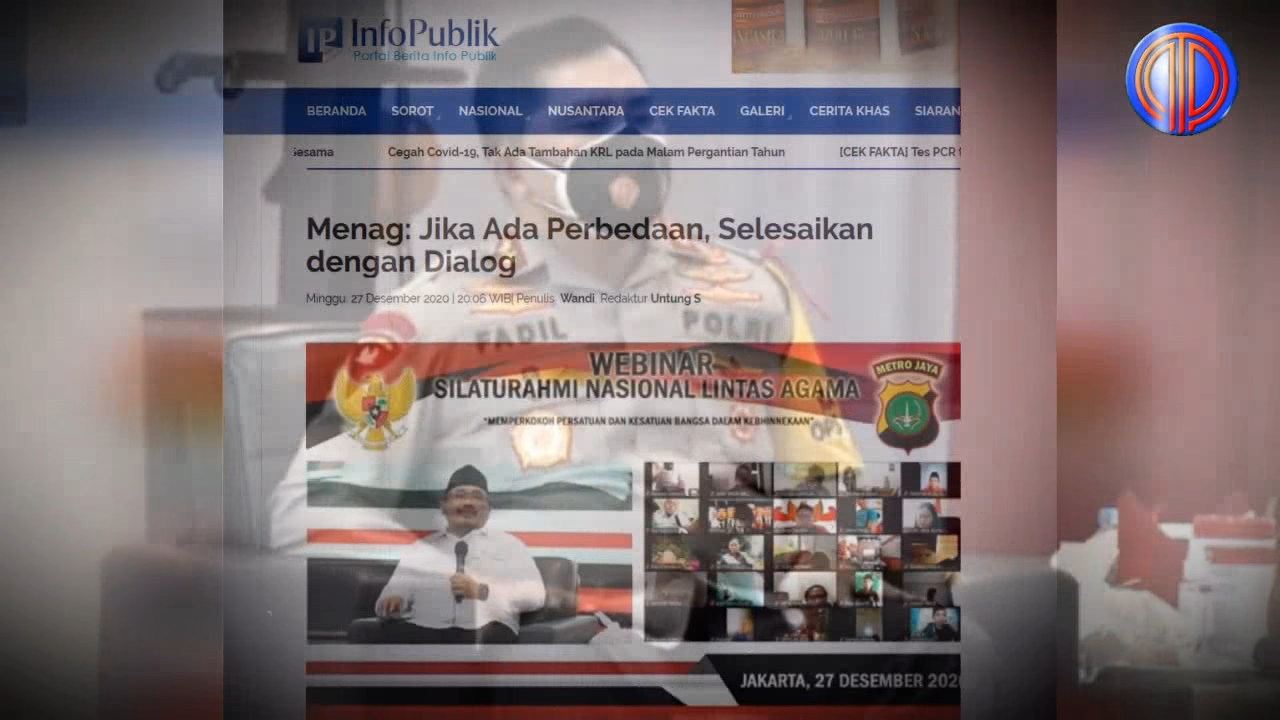 InfoPublik
Portal Berita Info Publik
BERANDA SOROT NASIONAL NUSANTARA CEK FAKTA GALERI CERITA KHAS SIARAN
Sesama Cegah Covid-19, Tak Ada Tambahan KRL pada Malam Pergantian Tahun [CEK FAKTA] Tes PCR
Menag: Jika Ada Perbedaan, Selesaikan
dengan Dialog
Minggu, 27 Desember 2020 | 20:06 WIB| Penulis Wandi, Redaktur Untung S
FADIL POLRI
WEBINAR
SILATURAHMI NASIONAL LINTAS AGAMA
"MEMPERKOKOH PERSATUAN DAN KESATUAN BANGSA DALAM KEBHINNEKAAN"
METRO JAYA
JAKARTA, 27 DESEMBER 2020